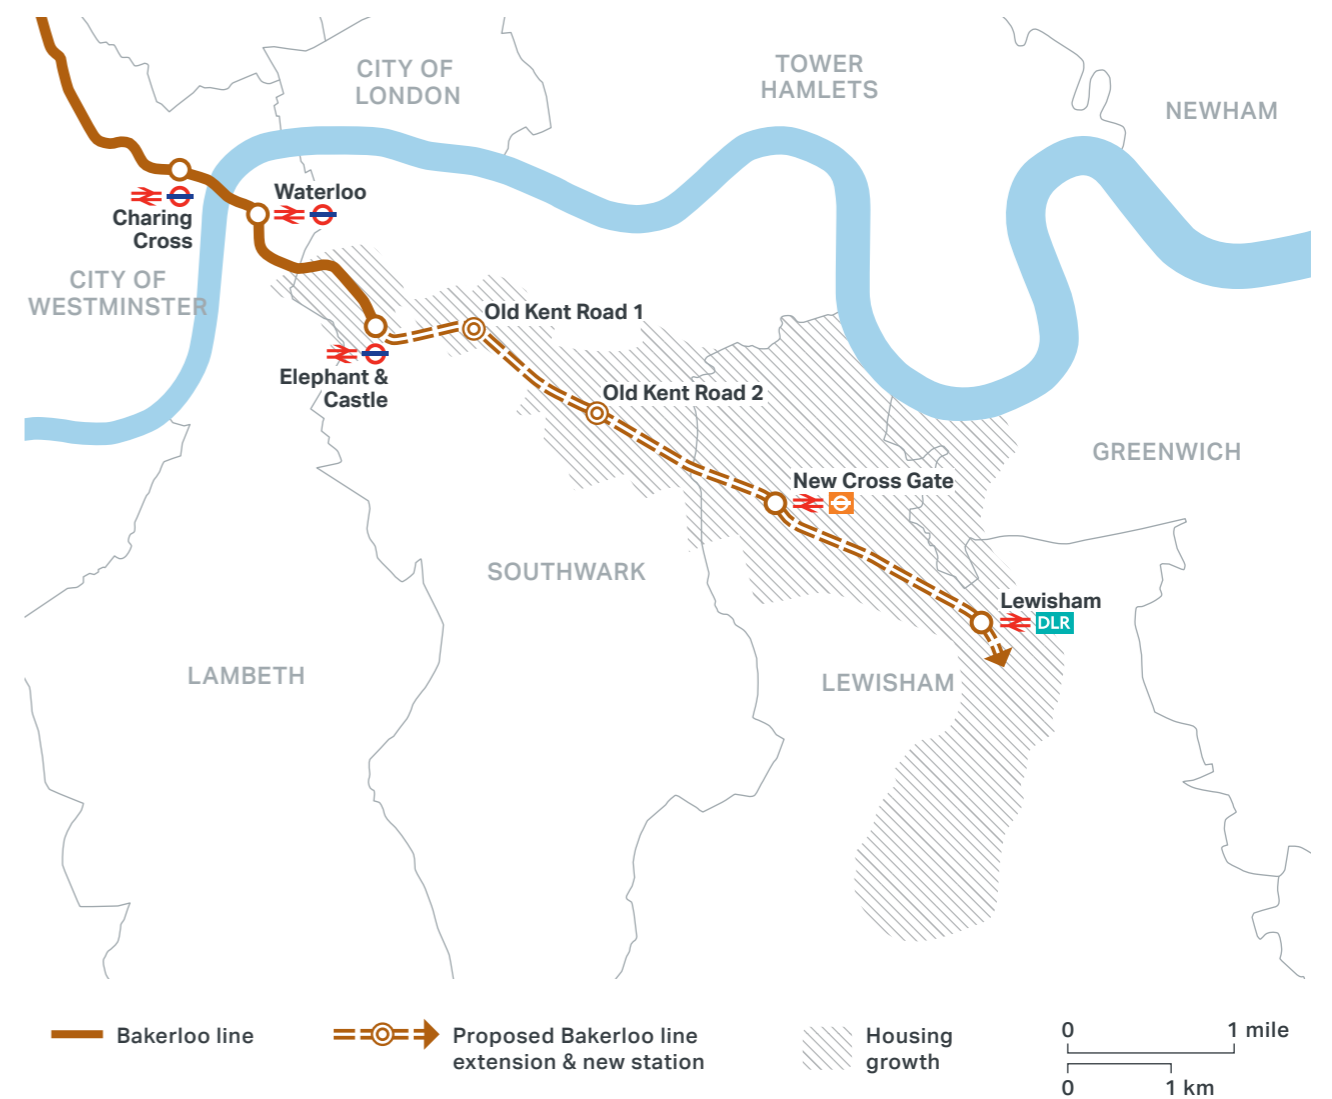 CITY OF
LONDON
TOWER
HAMLETS
NEWHAM
Waterloo
Charing
Cross
CITY OF
WESTMINSTER
Old Kent Road 1
Elephant &
Castle
Old Kent Road 2
GREENWICH
New Cross Gate
SOUTHWARK
Lewisham
DLR
LAMBETH
LEWISHAM
Bakerloo line
Proposed Bakerloo line
extension & new station
Housing
growth
0
1 mile
0
1 km